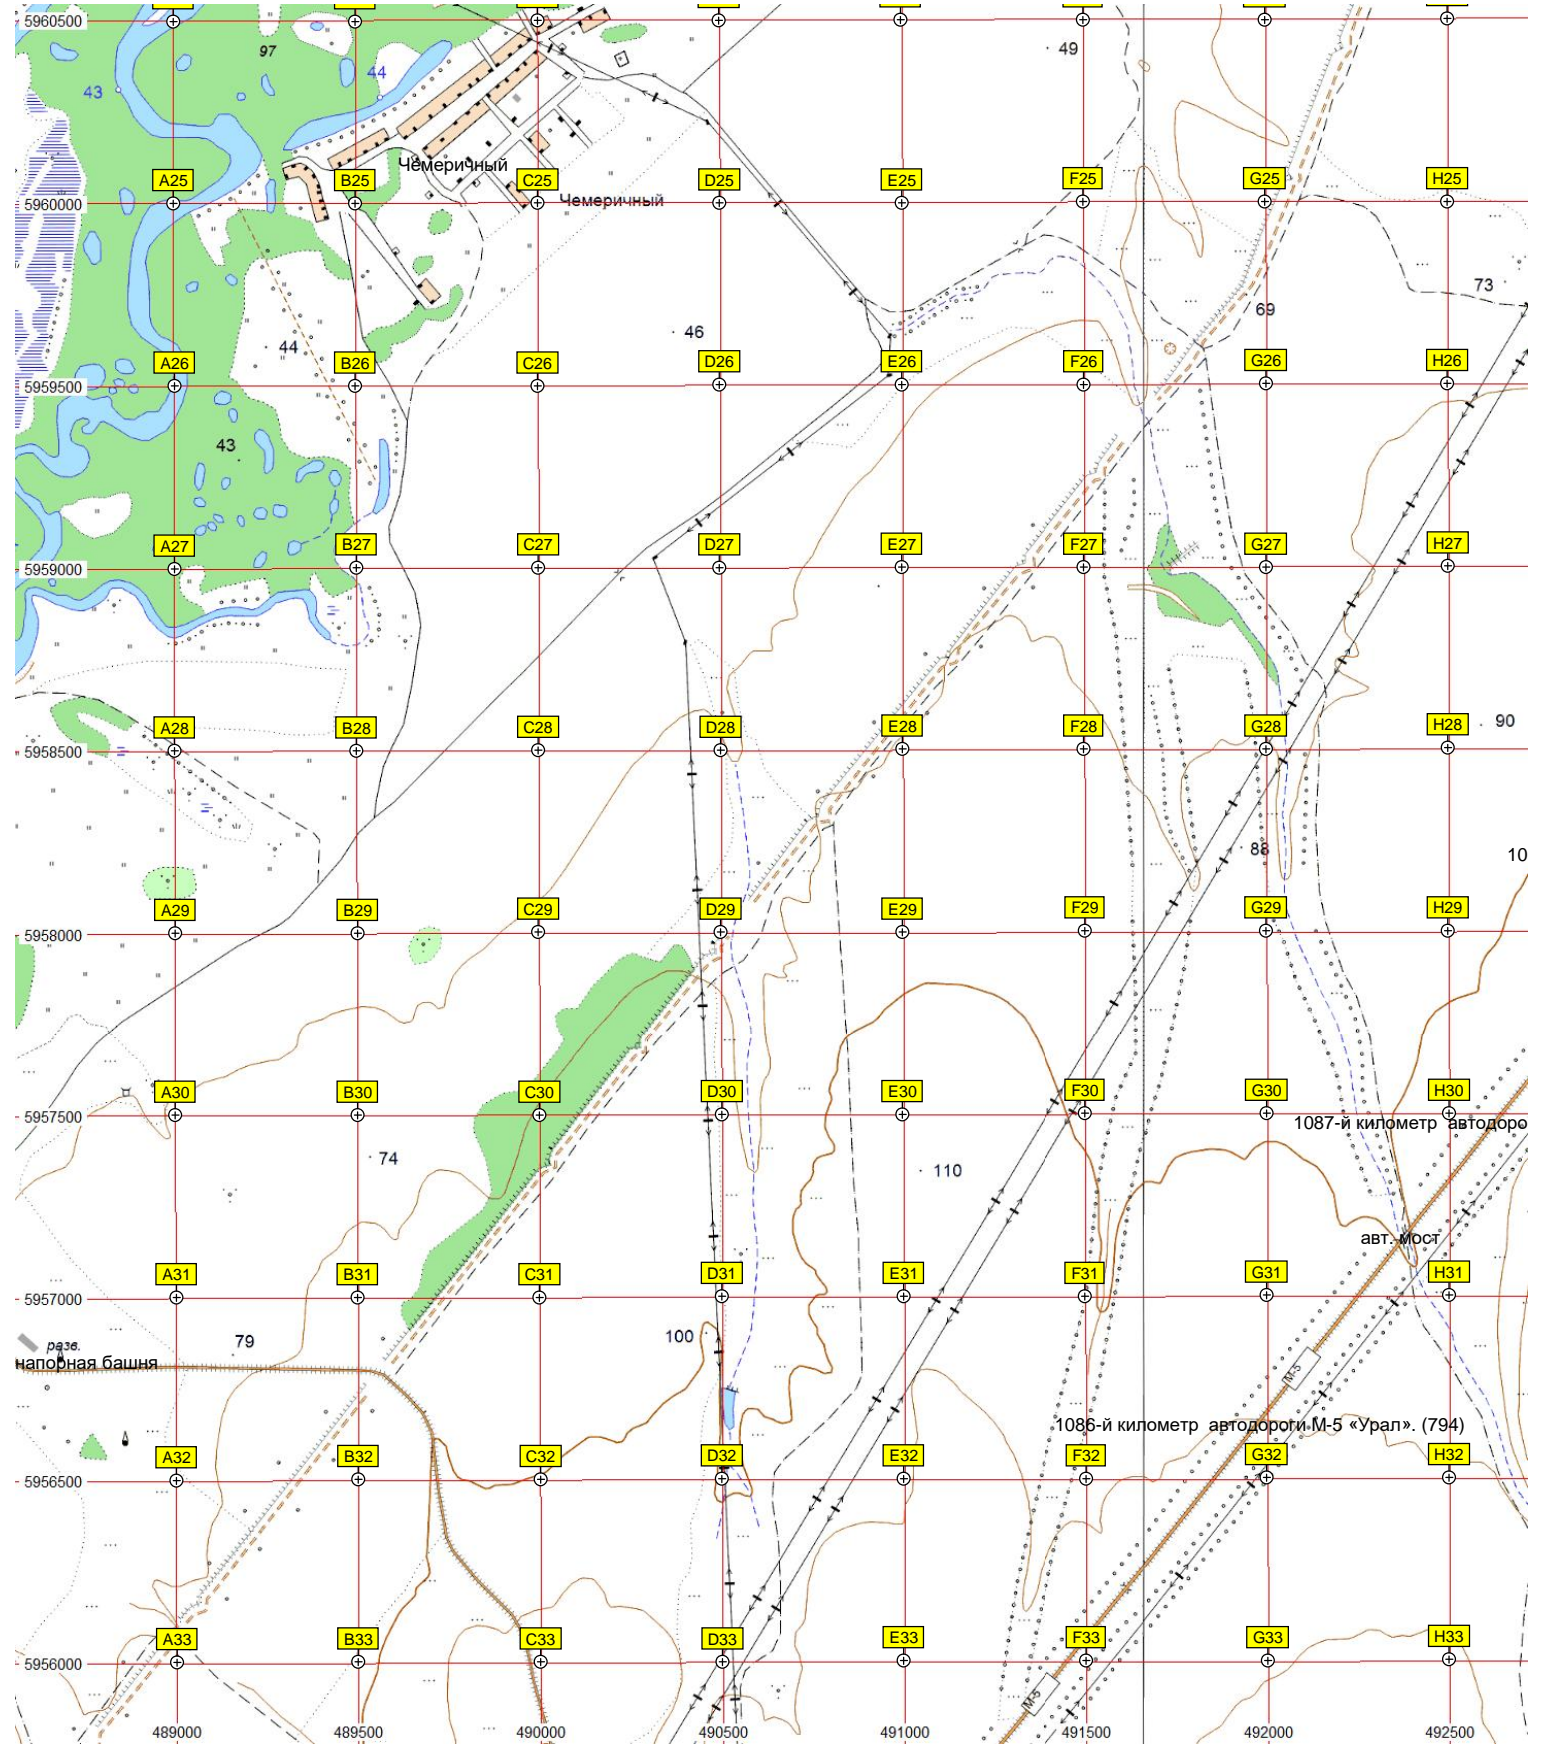 5960500
97
44
49
43
Чемеричный
A25 B25 C25 D25 E25 F25 G25 H25
5960000
Чемеричный
73
69
46
44
A26 B26 C26 D26 E26 F26 G26 H26
5959500
43
A27 B27 C27 D27 E27 F27 G27 H27
5959000
A28 B28 C28 D28 E28 F28 G28 H28
90
5958500
88
10
A29 B29 C29 D29 E29 F29 G29 H29
5958000
A30 B30 C30 D30 E30 F30 G30 H30
5957500
1087-й километр автодоро
74
110
авт. мост
A31 B31 C31 D31 E31 F31 G31 H31
5957000
79
100
разв.
напорная башня
М-5
1086-й километр автодороги М-5 «Урал». (794)
A32 B32 C32 D32 E32 F32 G32 H32
5956500
A33 B33 C33 D33 E33 F33 G33 H33
5956000
М-5
489000 489500 490000 490500 491000 491500 492000 492500